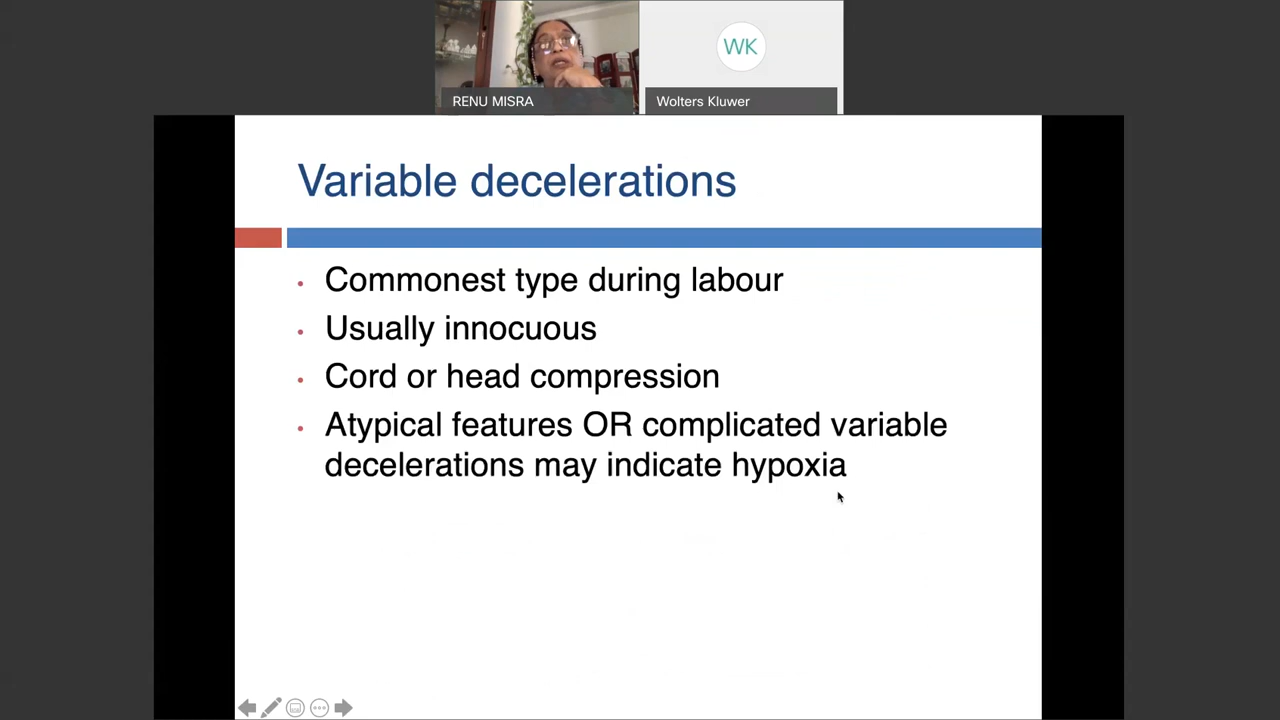 RENU MISRA
WK
Wolters Kluwer
Variable decelerations
• Commonest type during labour
• Usually innocuous
• Cord or head compression
• Atypical features OR complicated variable
decelerations may indicate hypoxia